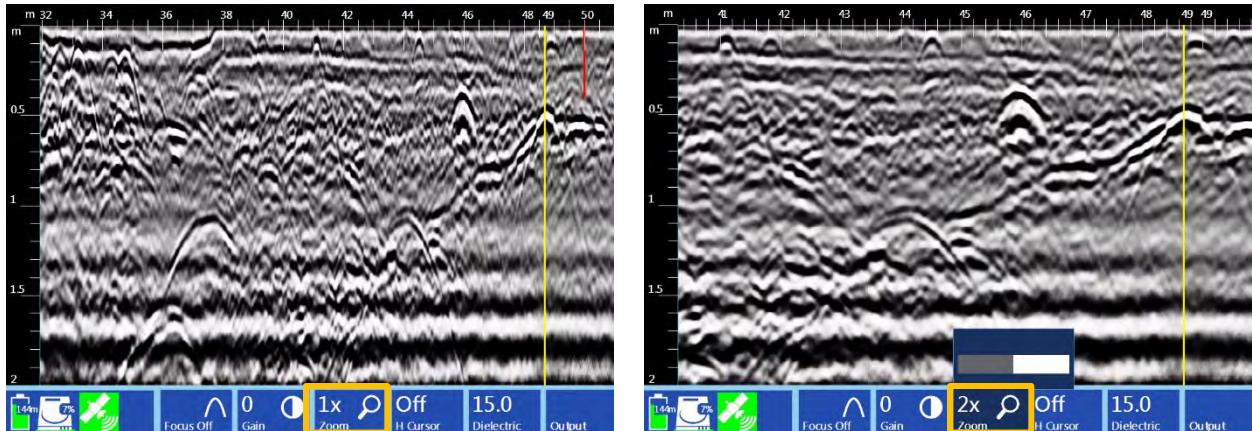 m 32 34 36 38 40 42 44 46 48 49 50
m
0.5
1
1.5
2
144m 7% Focus Off 0 Gain 1x Zoom Off H Cursor 15.0 Dielectric Output
m 41 42 43 44 45 46 47 48 49 49
m
0.5
1
1.5
2
144m 7% Focus Off 0 Gain 2x Zoom Off H Cursor 15.0 Dielectric Output